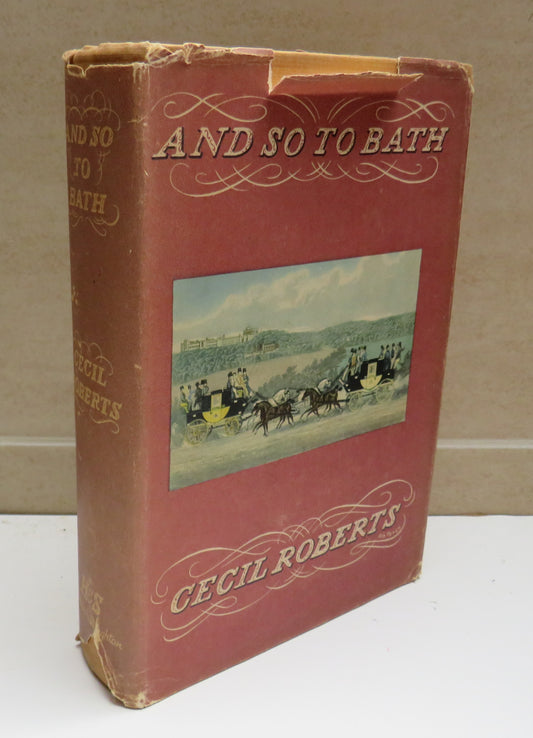 AND SO TO BATH
CECIL ROBERTS
AND SO
TO
BATH
CECIL
ROBERTS